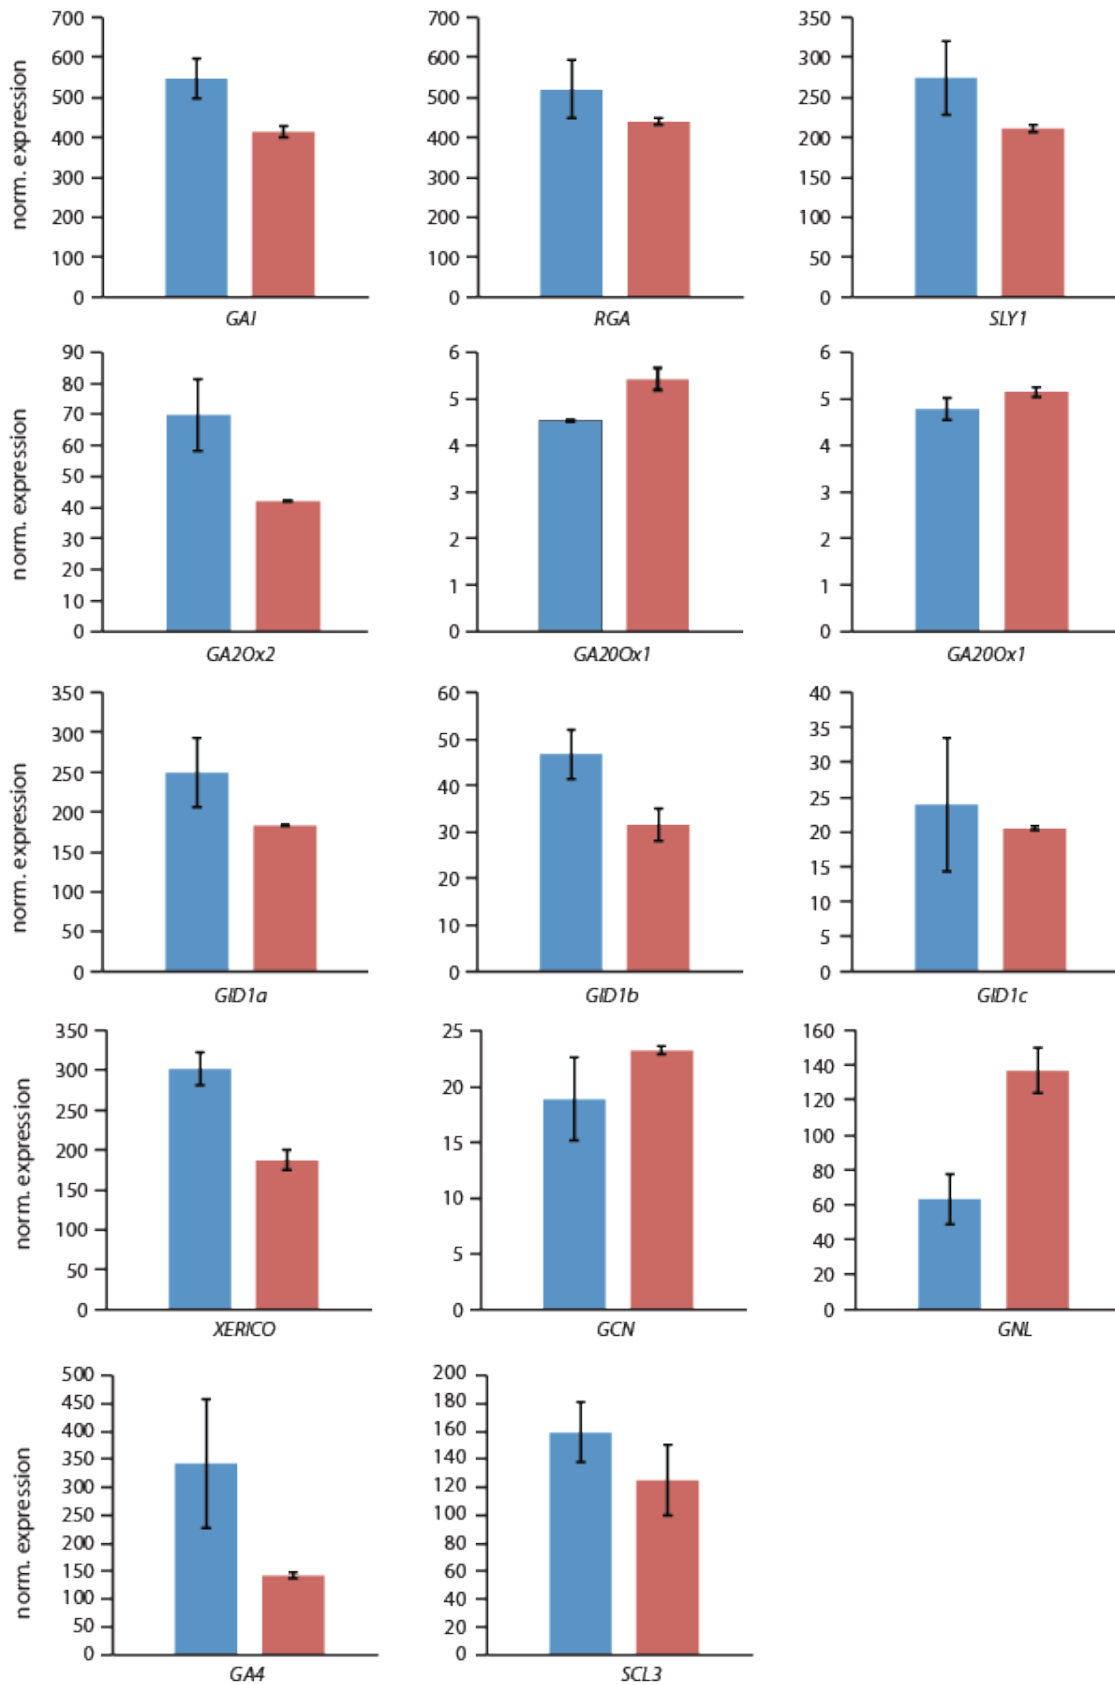 700 700 350
600 600 300
500 500 250
400 400 200
300 300 150
200 200 100
100 100 50
0 0 0
norm. expression
GAI RGA SLY1
90 6 6
80 5 5
70 4 4
60 3 3
50 2 2
40 1 1
30 0 0
20
10
0
norm. expression
GA2Ox2 GA20Ox1 GA20Ox1
350 60 40
300 50 35
250 40 30
200 30 25
150 20 20
100 10 15
50 0 10
0 5
0
norm. expression
GID1a GID1b GID1c
350 25 160
300 20 140
250 15 120
200 10 100
150 5 80
100 0 60
50 40
0 20
0
norm. expression
XERICO GCN GNL
500 200
450 180
400 160
350 140
300 120
250 100
200 80
150 60
100 40
50 20
0 0
norm. expression
GA4 SCL3